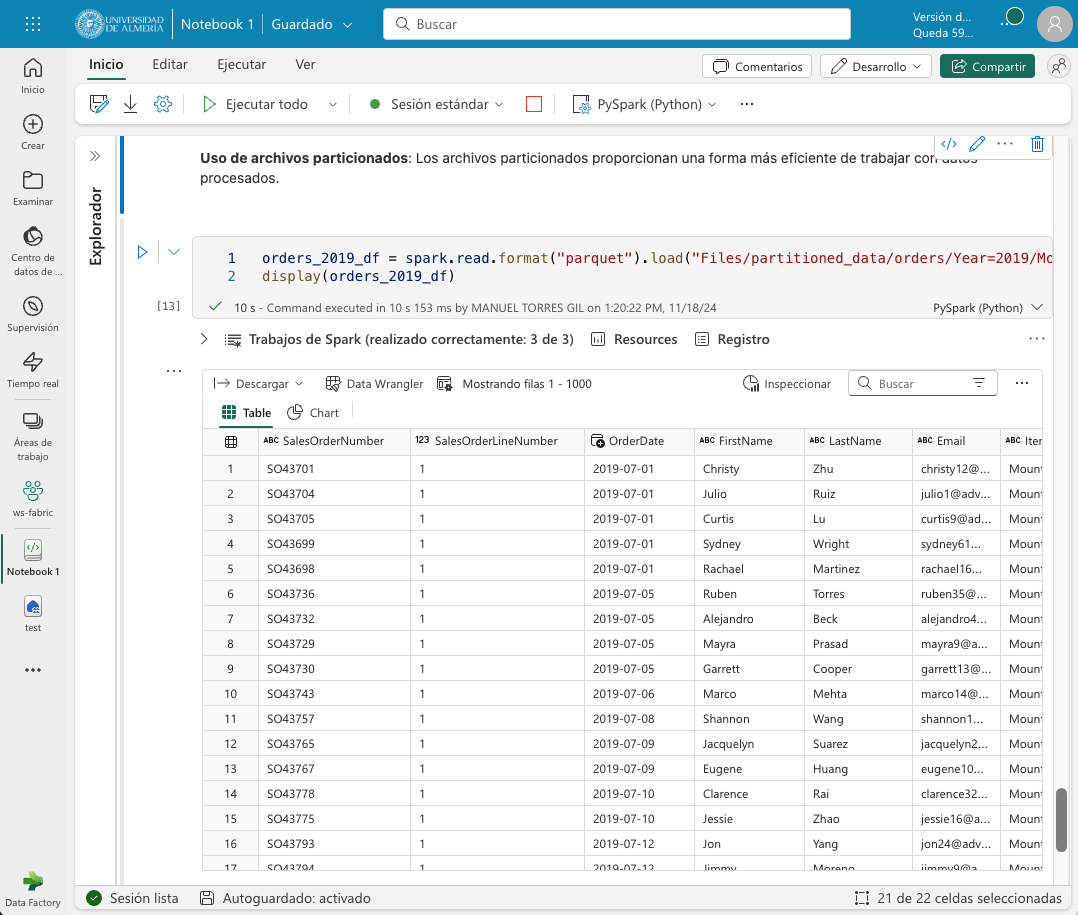 UNIVERSIDAD DE ALMERÍA
Notebook 1
Guardado
Buscar
Versión d...
Queda 59...
Inicio
Editar
Ejecutar
Ver
Comentarios
Desarrollo
Compartir
Ejecutar todo
Sesión estándar
PySpark (Python)
...
Inicio
Crear
Examinar
Centro de
datos de ...
Supervisión
Tiempo real
Áreas de
trabajo
ws-fabric
Notebook 1
test
...
Data Factory
Explorador
Uso de archivos particionados: Los archivos particionados proporcionan una forma más eficiente de trabajar con datos
procesados.
1 orders_2019_df = spark.read.format("parquet").load("Files/partitioned_data/orders/Year=2019/Mo
2 display(orders_2019_df)
[13]
10 s - Command executed in 10 s 153 ms by MANUEL TORRES GIL on 1:20:22 PM, 11/18/24
PySpark (Python)
Trabajos de Spark (realizado correctamente: 3 de 3)
Resources
Registro
...
Descargar
Data Wrangler
Mostrando filas 1 - 1000
Inspeccionar
Buscar
...
Table
Chart
ABC SalesOrderNumber 123 SalesOrderLineNumber OrderDate ABC FirstName ABC LastName ABC Email ABC Iter
1 SO43701 1 2019-07-01 Christy Zhu christy12@... Mount
2 SO43704 1 2019-07-01 Julio Ruiz julio1@adv... Mount
3 SO43705 1 2019-07-01 Curtis Lu curtis9@ad... Mount
4 SO43699 1 2019-07-01 Sydney Wright sydney61... Mount
5 SO43698 1 2019-07-01 Rachael Martinez rachael16... Mount
6 SO43736 1 2019-07-05 Ruben Torres ruben35@... Mount
7 SO43732 1 2019-07-05 Alejandro Beck alejandro4... Mount
8 SO43729 1 2019-07-05 Mayra Prasad mayra9@a... Mount
9 SO43730 1 2019-07-05 Garrett Cooper garrett13@... Mount
10 SO43743 1 2019-07-06 Marco Mehta marco14@... Mount
11 SO43757 1 2019-07-08 Shannon Wang shannon1... Mount
12 SO43765 1 2019-07-09 Jacquelyn Suarez jacquelyn2... Mount
13 SO43767 1 2019-07-09 Eugene Huang eugene10... Mount
14 SO43778 1 2019-07-10 Clarence Rai clarence32... Mount
15 SO43775 1 2019-07-10 Jessie Zhao jessie16@a... Mount
16 SO43793 1 2019-07-12 Jon Yang jon24@adv... Mount
17 SO43794 1 2019-07-12 Jimmy Moreno jimmy9@a... Mount
Sesión lista
Autoguardado: activado
21 de 22 celdas seleccionadas